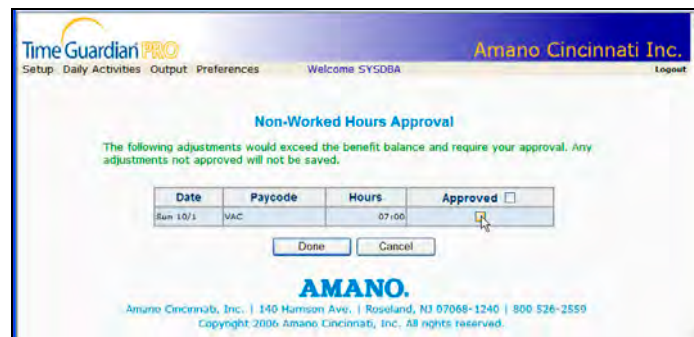 Time Guardian PRO
Amano Cincinnati Inc.
Setup Daily Activities Output Preferences Welcome SYSDBA Logout
Non-Worked Hours Approval
The following adjustments would exceed the benefit balance and require your approval. Any
adjustments not approved will not be saved.
Date Paycode Hours Approved
Sun 10/1 VAC 07:00
Done Cancel
AMANO.
Amano Cincinnati, Inc. | 140 Harrison Ave. | Roseland, NJ 07068-1240 | 800 526-2559
Copyright 2006 Amano Cincinnati, Inc. All rights reserved.